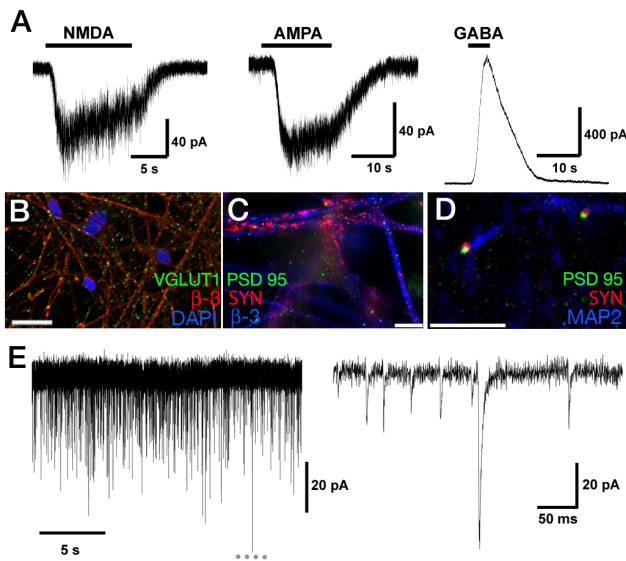 A
NMDA
AMPA
GABA
40 pA
5 s
40 pA
10 s
400 pA
10 s
B
VGLUT1
β-3
DAPI
C
PSD 95
SYN
β-3
D
PSD 95
SYN
MAP2
E
20 pA
5 s
20 pA
50 ms